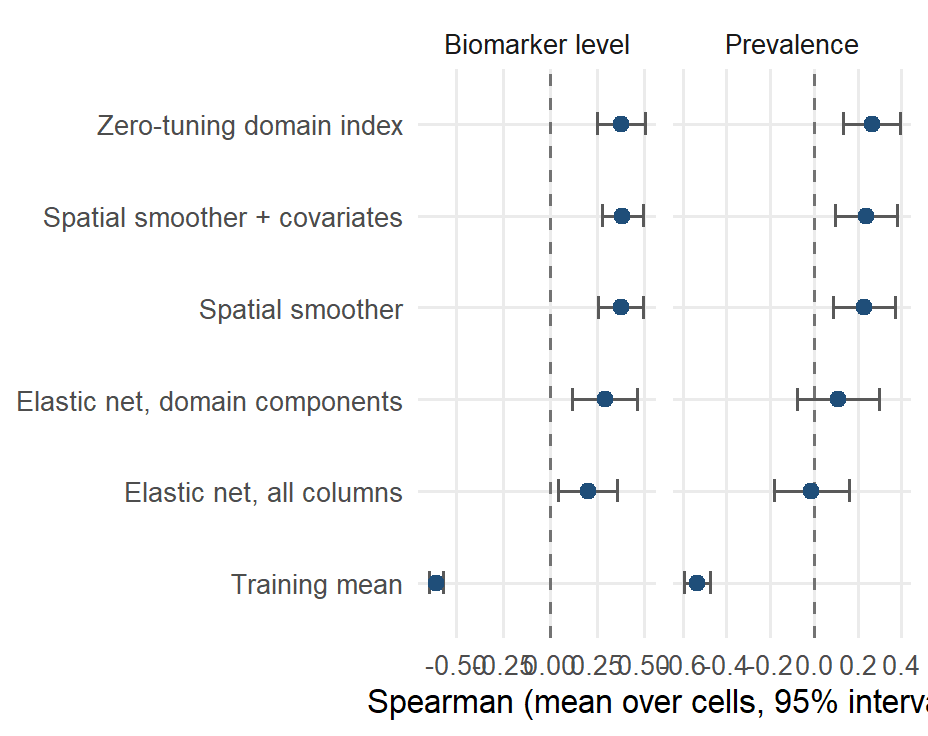 Biomarker level Prevalence
Zero-tuning domain index
Spatial smoother + covariates
Spatial smoother
Elastic net, domain components
Elastic net, all columns
Training mean
-0.50 -0.25 0.00 0.25 0.50 -0.6 -0.4 -0.2 0.0 0.2 0.4
Spearman (mean over cells, 95% interva